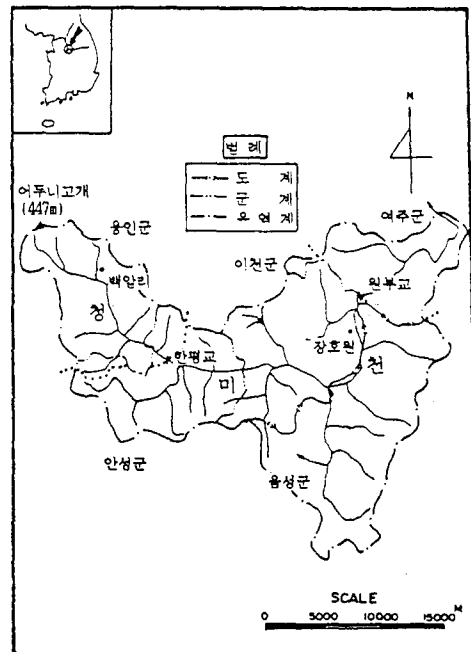 N
범례
도 계
군 계
유 역 계
어두니고개
(447m)
용인군
여주군
이천군
백암리
원부교
청
장호원
한평교
천
미
안성군
음성군
SCALE
0 5000 10000 15000 M